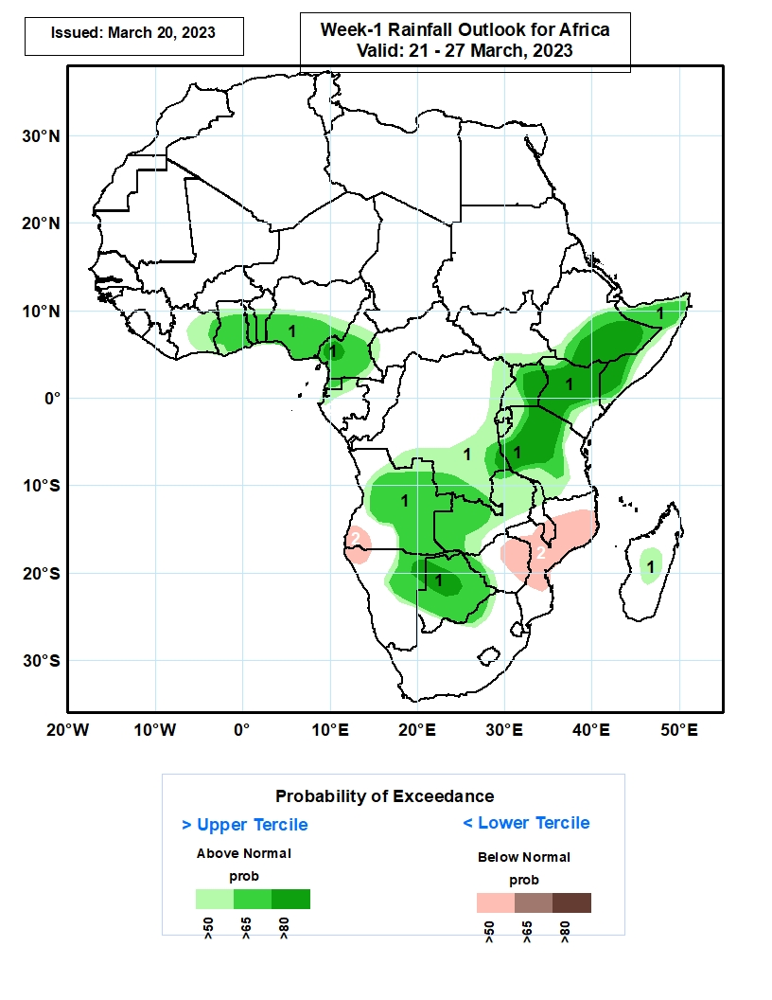 Issued: March 20, 2023
Week-1 Rainfall Outlook for Africa
Valid: 21 - 27 March, 2023
30°N
20°N
10°N
0°
10°S
20°S
30°S
1
1
1
1
1
1
1
2
2
1
1
20°W
10°W
0°
10°E
20°E
30°E
40°E
50°E
Probability of Exceedance
> Upper Tercile
< Lower Tercile
Above Normal
Below Normal
prob
prob
>50
>65
>80
>50
>65
>80